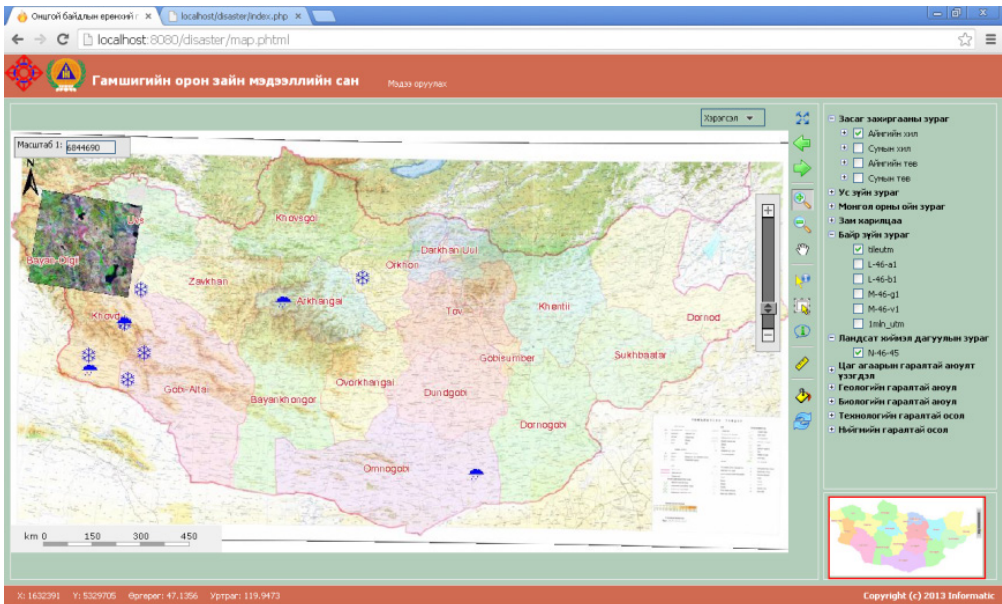 Онцгой байдлын ерөнхий г
localhost/disaster/index.php
localhost:8080/disaster/map.phtml
Гамшигийн орон зайн мэдээллийн сан
Мэдээ оруулах
Хэрэгсэл
Масштаб 1: 6844690
Uvs
Bayan-Olgii
Khovsgol
Darkhan Uul
Orkhon
Zavkhan
Arkhangai
Tov
Khentii
Dornod
Khovd
Gobisumber
Sukhbaatar
Gobi-Altai
Ovorkhangai
Bayankhongor
Dundgobi
Dornogobi
Omnogobi
km 0 150 300 450
Засаг захиргааны зураг
Аймгийн хил
Сумын хил
Аймгийн төв
Сумын төв
Ус зүйн зураг
Монгол орны ойн зураг
Зам харилцаа
Байр зүйн зураг
tileutm
L-46-a1
L-46-b1
M-46-g1
M-46-v1
1mln_utm
Ландсат хиймэл дагуулын зураг
N-46-45
Цаг агаарын гаралтай аюулт
үзэгдэл
Геологийн гаралтай аюул
Биологийн гаралтай аюул
Технологийн гаралтай осол
Нийгмийн гаралтай осол
X: 1632391 Y: 5329705 Өргөрөг: 47.1356 Уртраг: 119.9473
Copyright (c) 2013 Informatic